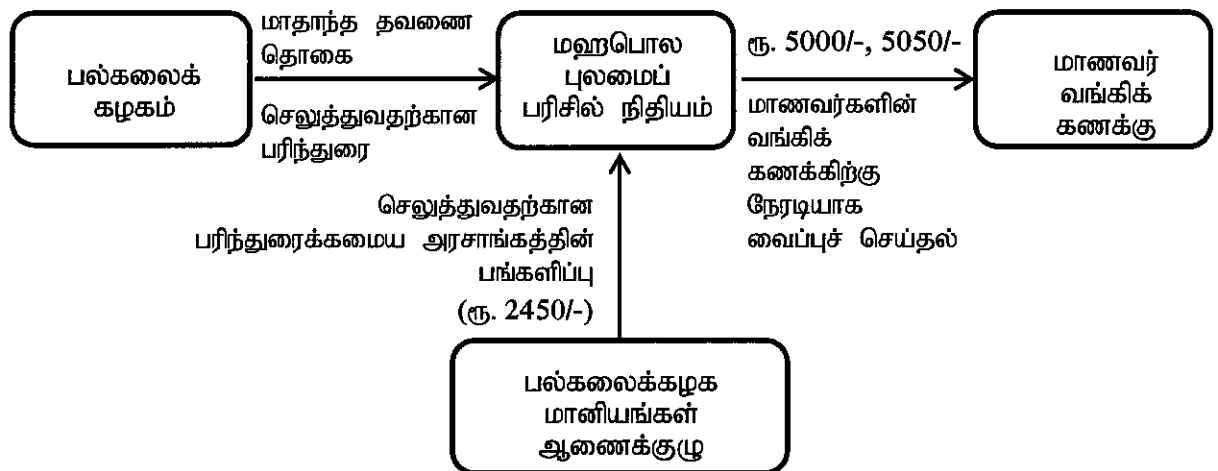 பல்கலைக்
கழகம்
மாதாந்த தவணை
தொகை
செலுத்துவதற்கான
பரிந்துரை
மஹபொல
புலமைப்
பரிசில் நிதியம்
ரூ. 5000/-, 5050/-
மாணவர்களின்
வங்கிக்
கணக்கிற்கு
நேரடியாக
வைப்புச் செய்தல்
மாணவர்
வங்கிக்
கணக்கு
செலுத்துவதற்கான
பரிந்துரைக்கமைய அரசாங்கத்தின்
பங்களிப்பு
(ரூ. 2450/-)
பல்கலைக்கழக
மானியங்கள்
ஆணைக்குழு